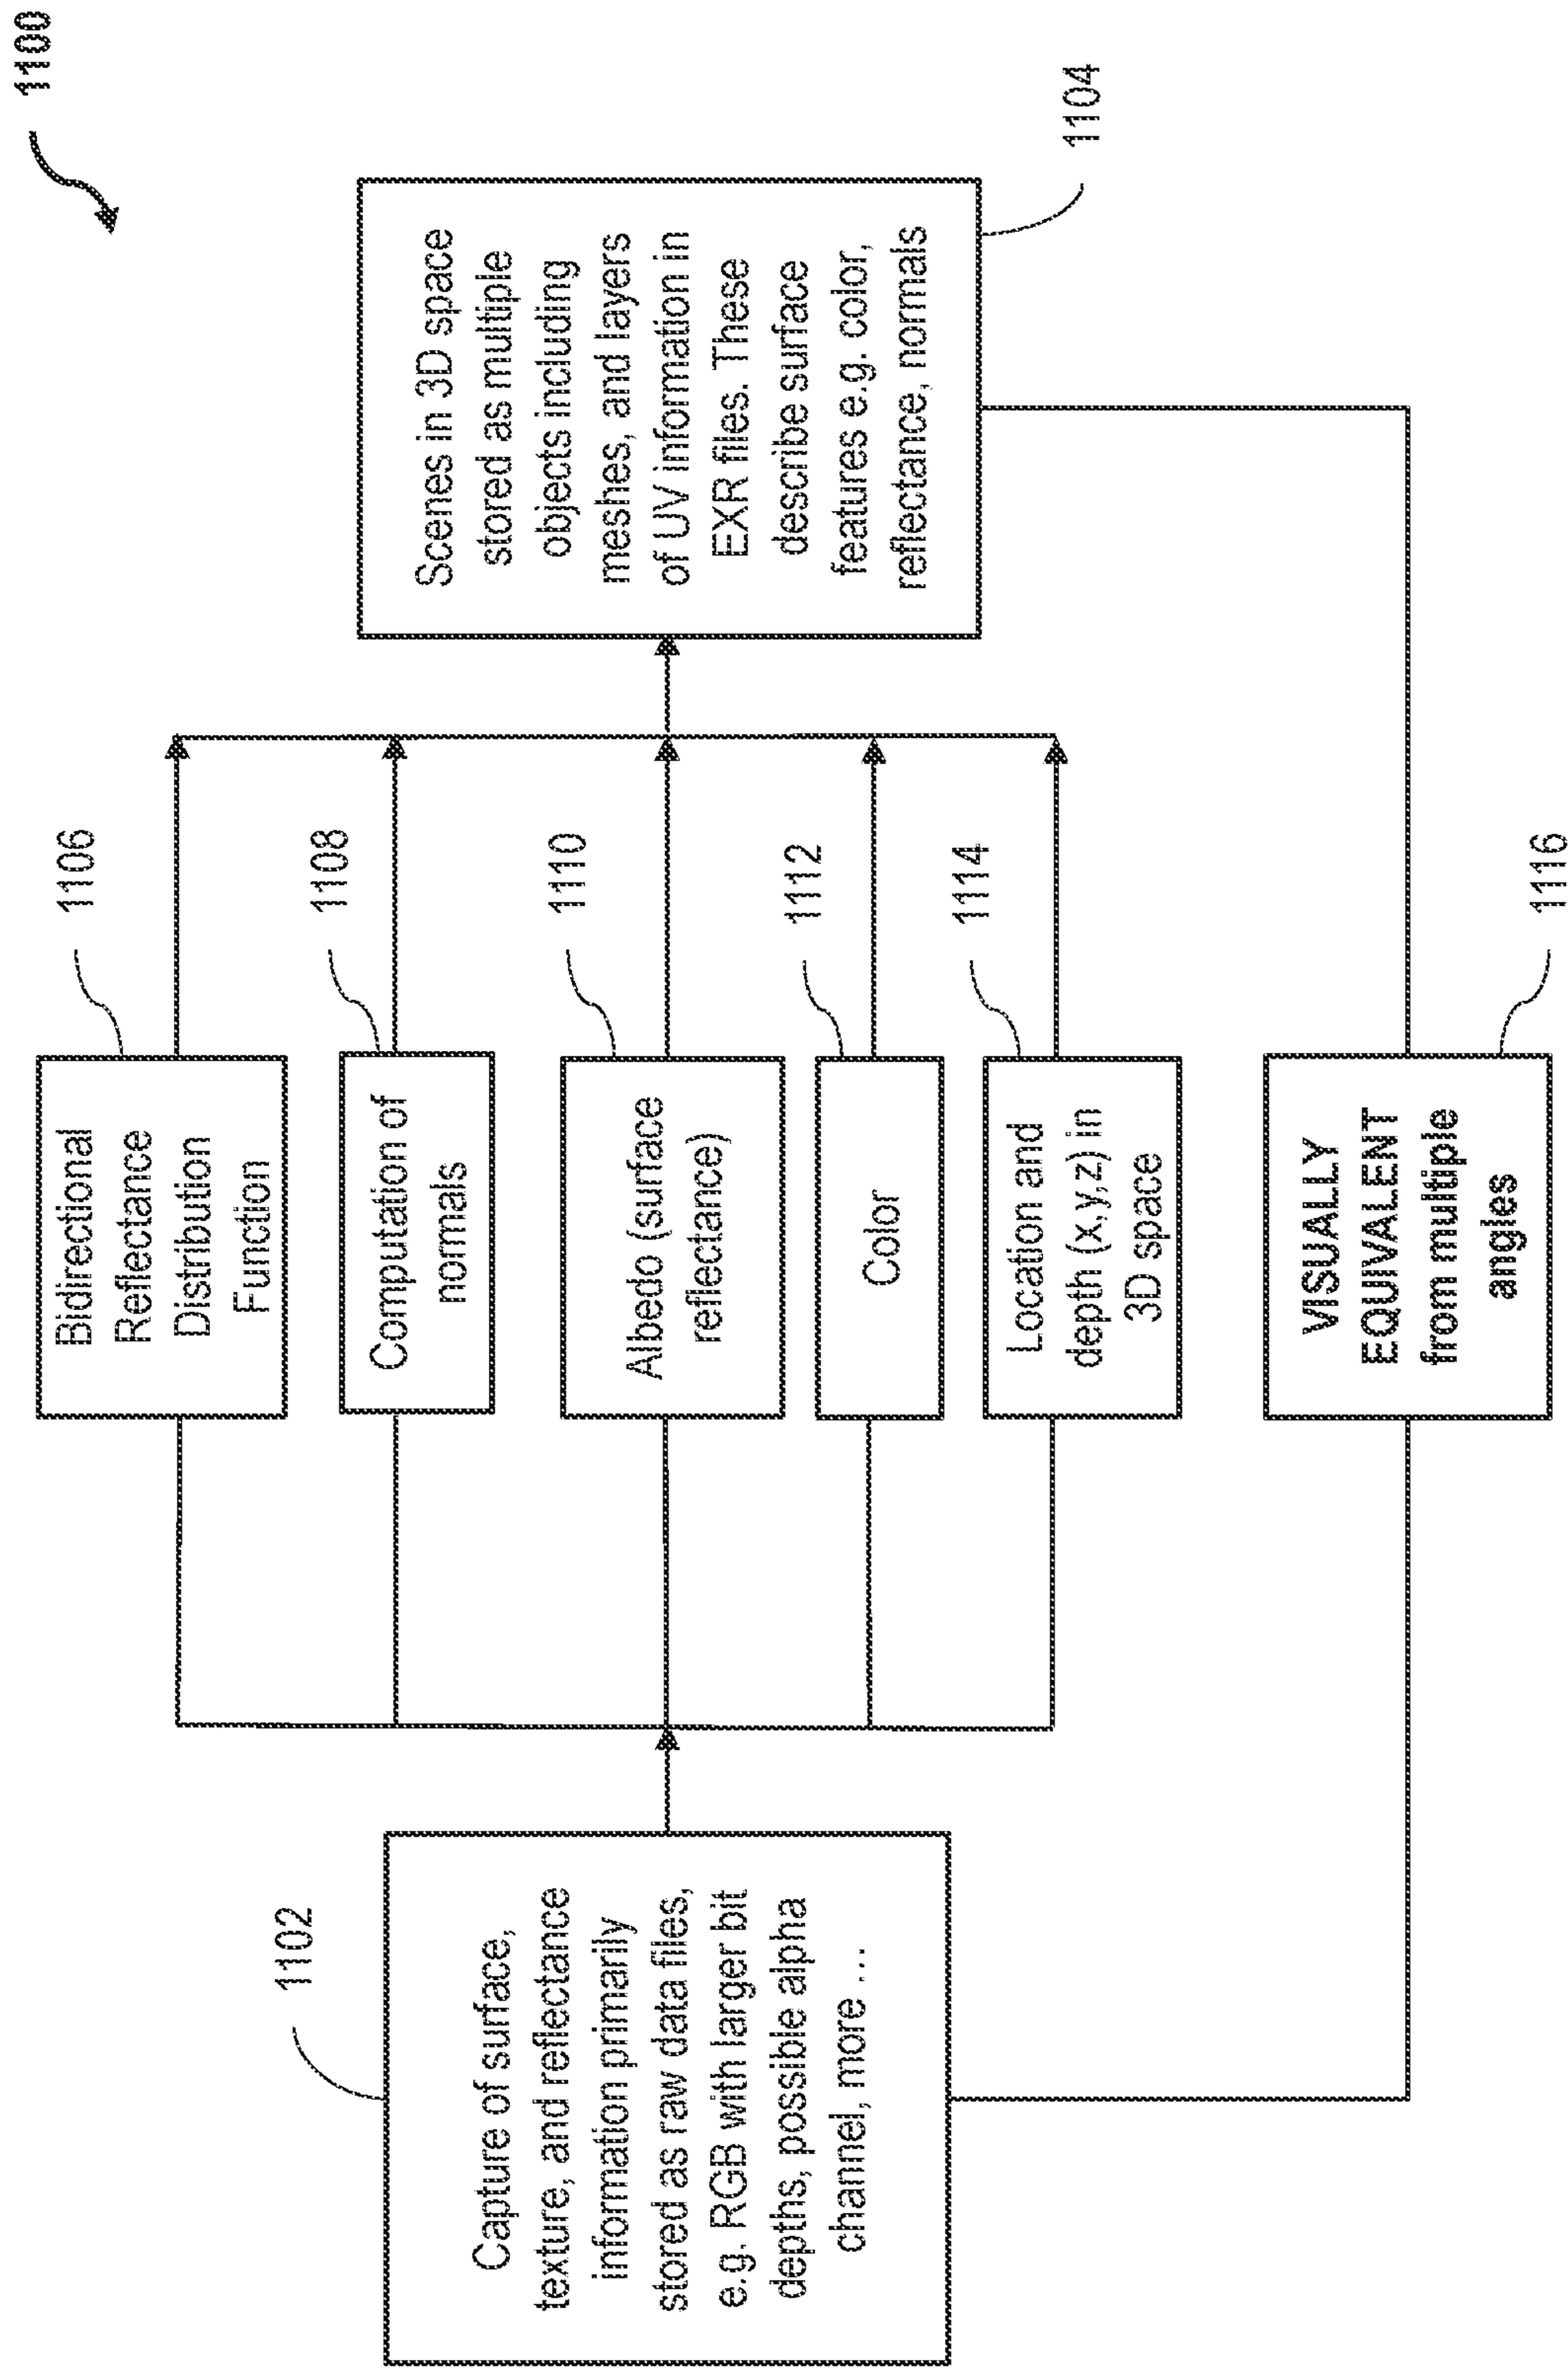 1100
1102
Capture of surface,
texture, and reflectance
information primarily
stored as raw data files,
e.g. RGB with larger bit
depths, possible alpha
channel, more ...
1106
Bidirectional
Reflectance
Distribution
Function
1108
Computation of
normals
1110
Albedo (surface
reflectance)
1112
Color
1114
Location and
depth (x,y,z) in
3D space
1104
Scenes in 3D space
stored as multiple
objects including
meshes, and layers
of UV information in
EXR files. These
describe surface
features e.g. color,
reflectance, normals
1116
VISUALLY
EQUIVALENT
from multiple
angles